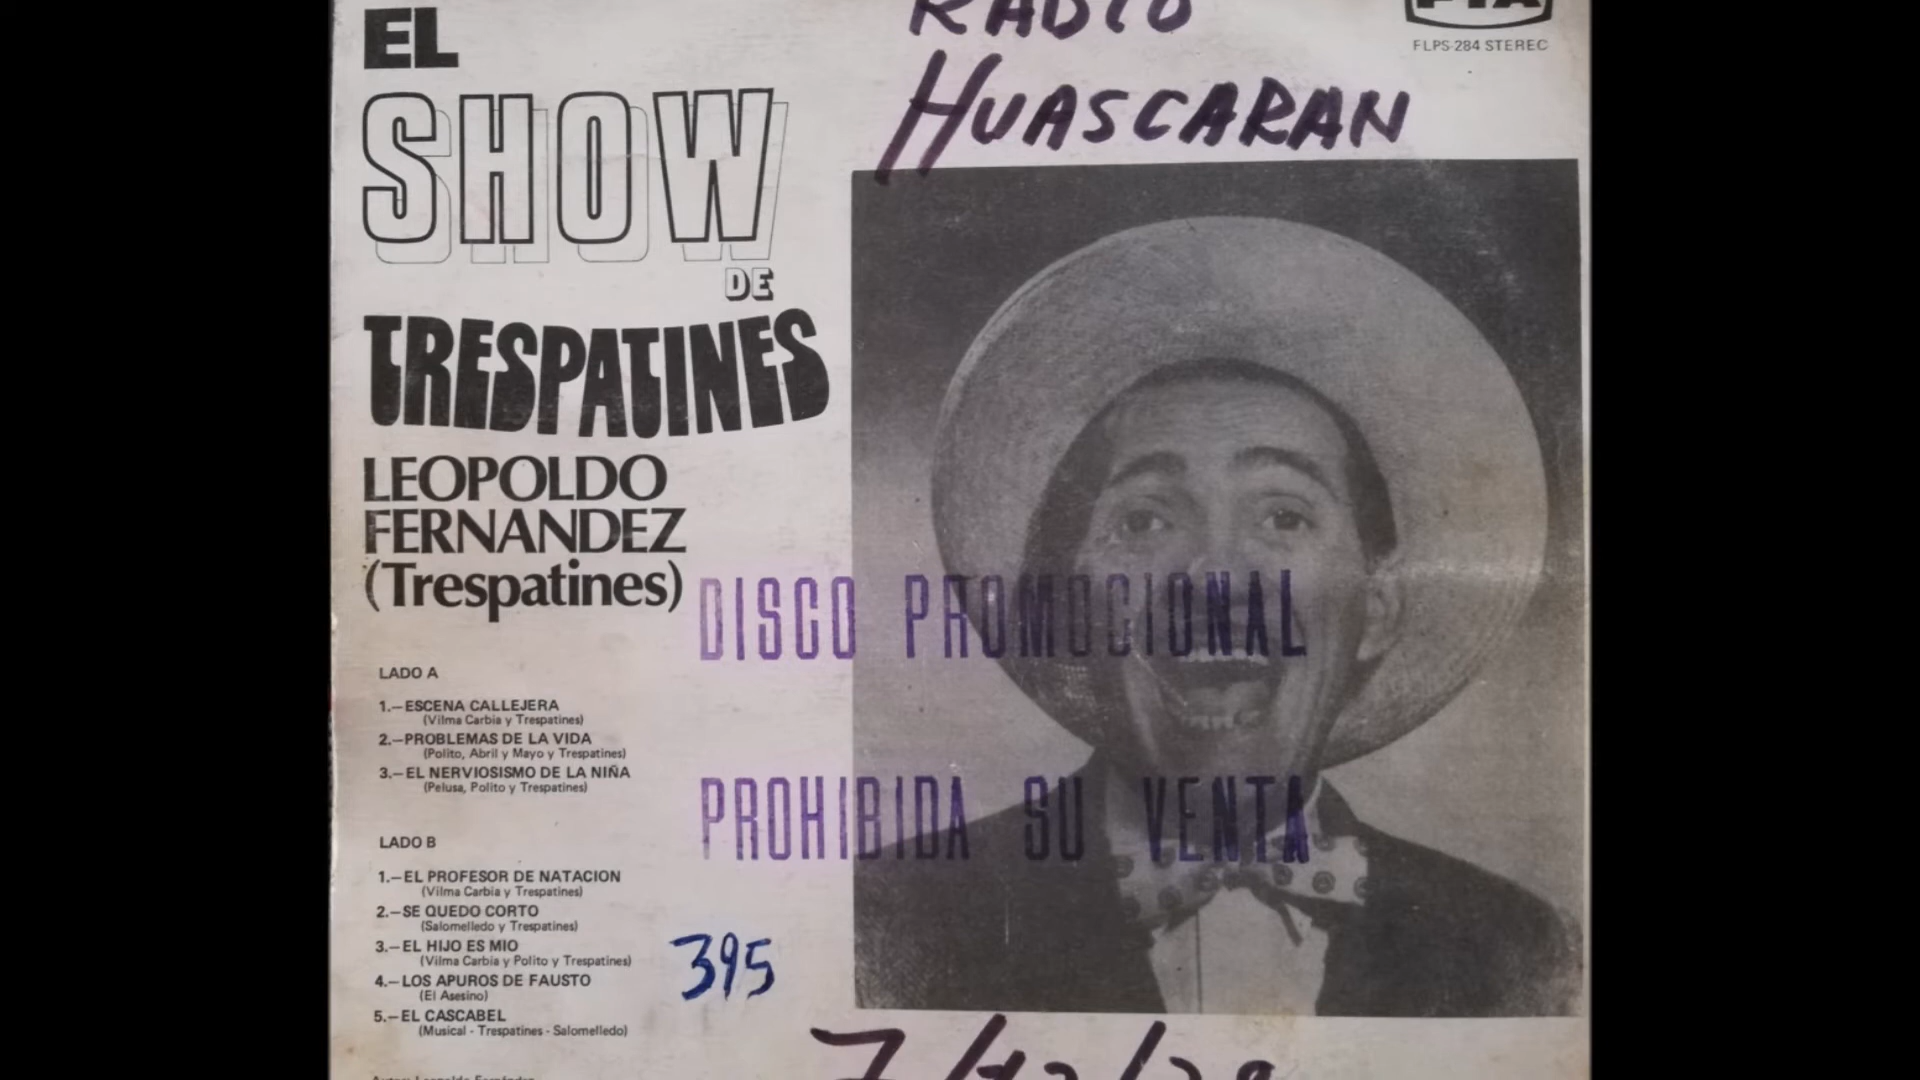 EL
SHOW
DE
TRESPATINES
LEOPOLDO
FERNANDEZ
(Trespatines)
RADIO
HUASCARAN
FLPS-284 STEREO
DISCO PROMOCIONAL
PROHIBIDA SU VENTA
LADO A
1.—ESCENA CALLEJERA
(Vilma Carbia y Trespatines)
2.—PROBLEMAS DE LA VIDA
(Polito, Abril y Mayo y Trespatines)
3.—EL NERVIOSISMO DE LA NIÑA
(Pelusa, Polito y Trespatines)
LADO B
1.—EL PROFESOR DE NATACION
(Vilma Carbia y Trespatines)
2.—SE QUEDO CORTO
(Salomelledo y Trespatines)
3.—EL HIJO ES MIO
(Vilma Carbia y Polito y Trespatines)
4.—LOS APUROS DE FAUSTO
(El Asesino)
5.—EL CASCABEL
(Musical - Trespatines - Salomelledo)
395